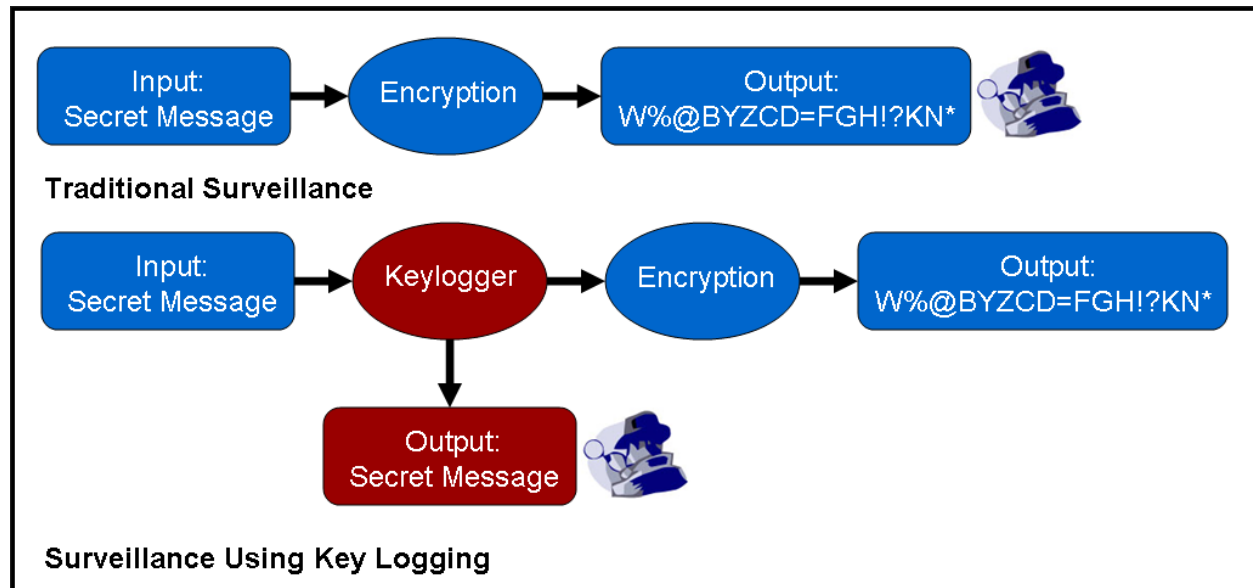 Input:
Secret Message
Encryption
Output:
W%@BYZCD=FGH!?KN*
Traditional Surveillance
Input:
Secret Message
Keylogger
Encryption
Output:
W%@BYZCD=FGH!?KN*
Output:
Secret Message
Surveillance Using Key Logging